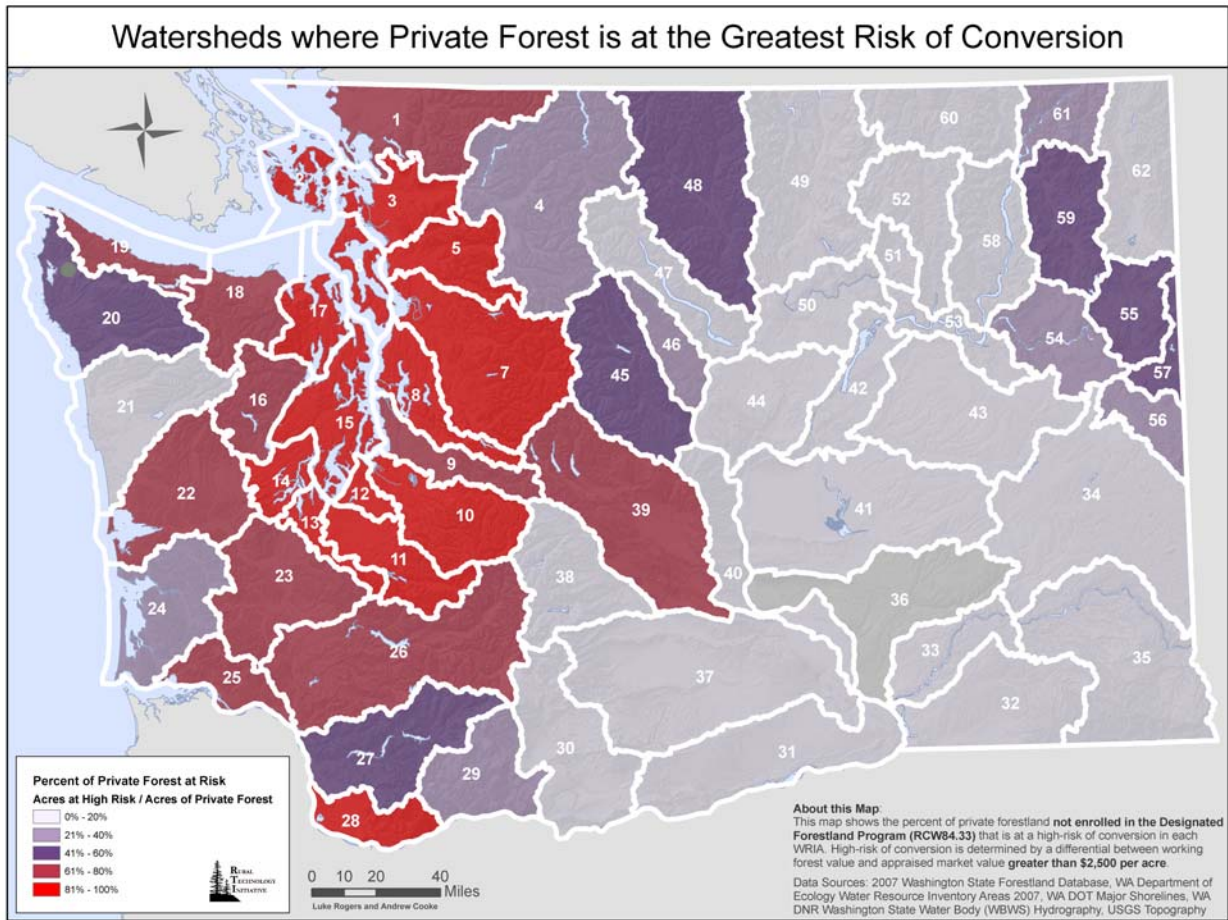 Watersheds where Private Forest is at the Greatest Risk of Conversion
1
2
3
4
5
7
8
9
10
11
12
13
14
15
16
17
18
19
20
21
22
23
24
25
26
27
28
29
30
31
32
33
34
35
36
37
38
39
40
41
42
43
44
45
46
47
48
49
50
51
52
53
54
55
56
57
58
59
60
61
62
Percent of Private Forest at Risk
Acres at High Risk / Acres of Private Forest
0% - 20%
21% - 40%
41% - 60%
61% - 80%
81% - 100%
RURAL
TECHNOLOGY
INITIATIVE
0 10 20 40
Miles
Luke Rogers and Andrew Cooke
About this Map:
This map shows the percent of private forestland not enrolled in the Designated
Forestland Program (RCW84.33) that is at a high-risk of conversion in each
WRIA. High-risk of conversion is determined by a differential between working
forest value and appraised market value greater than $2,500 per acre.
Data Sources: 2007 Washington State Forestland Database, WA Department of
Ecology Water Resource Inventory Areas 2007, WA DOT Major Shorelines, WA
DNR Washington State Water Body (WBWS) Hydrography, USGS Topography